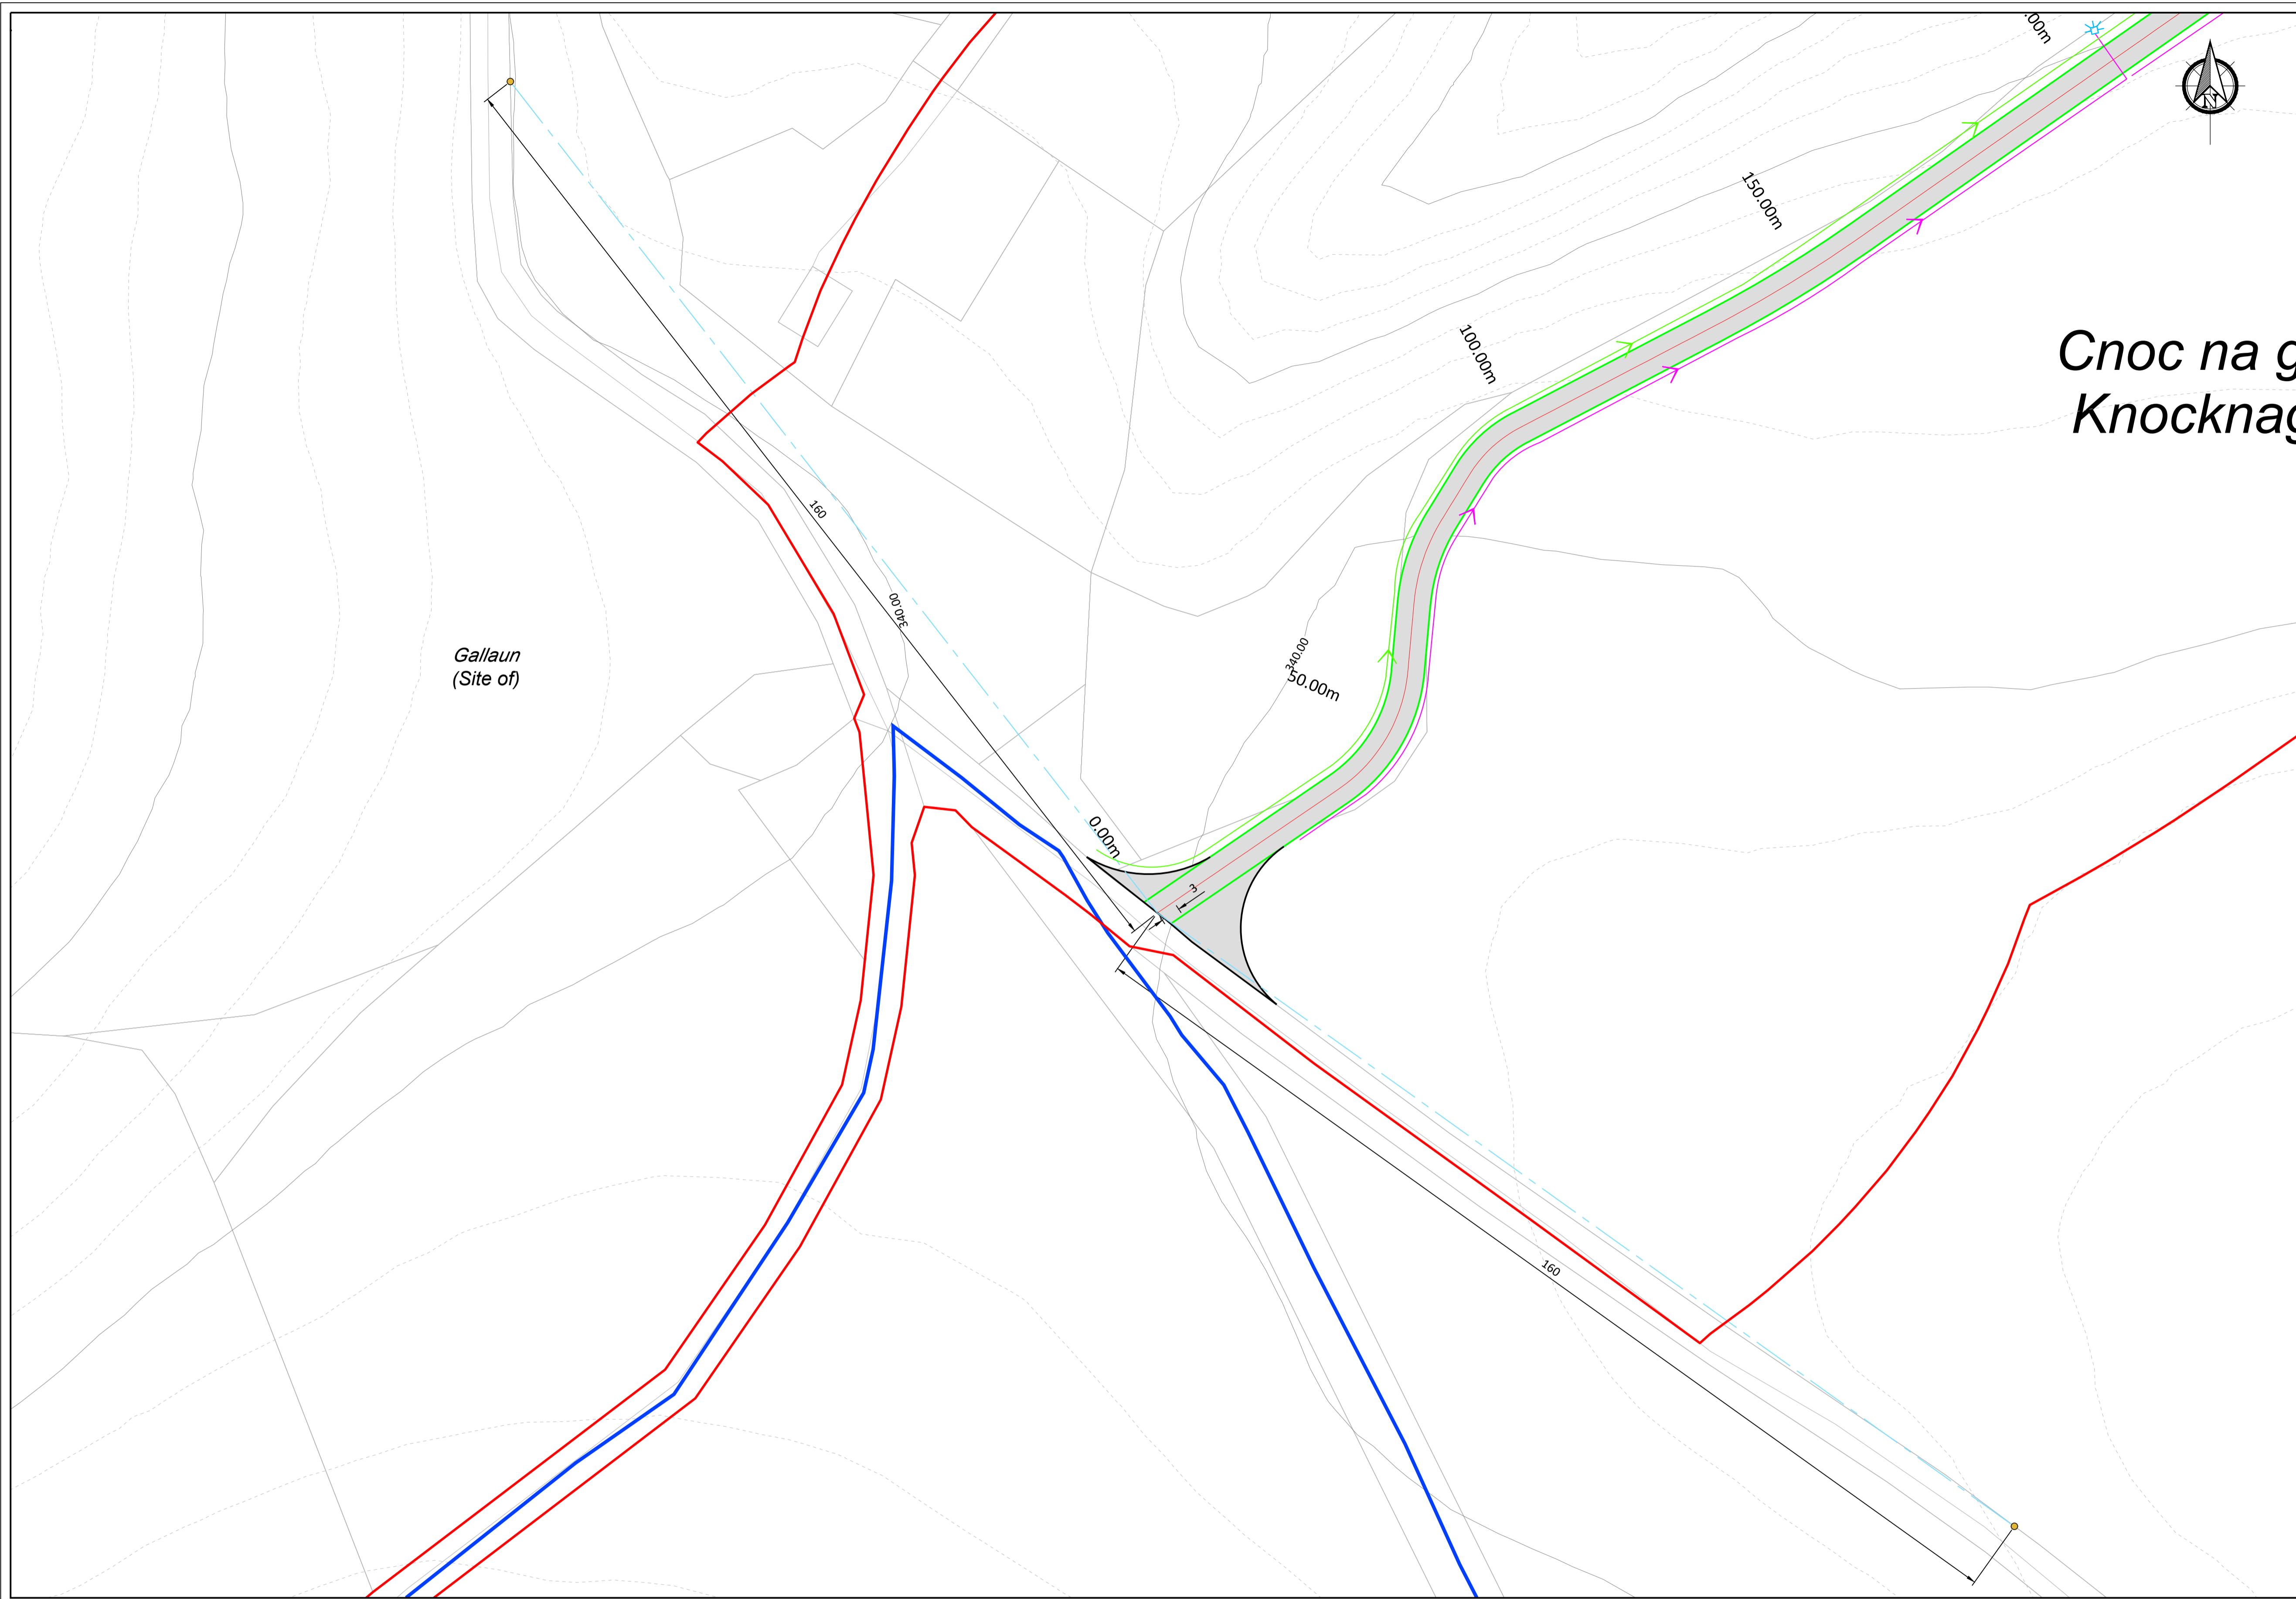 .00m
N
150.00m
Cnoc na g
Knocknag
100.00m
160
340.00
340.00
50.00m
Gallaun
(Site of)
0.00m
3
160